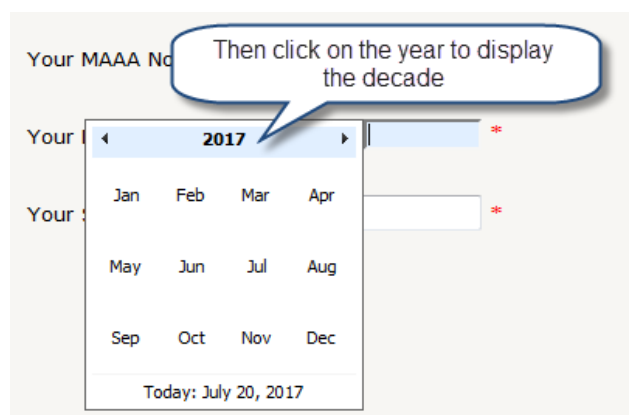 Then click on the year to display
the decade
Your MAAA No
Your
2017
*
Jan Feb Mar Apr
Your
May Jun Jul Aug
Sep Oct Nov Dec
Today: July 20, 2017
*